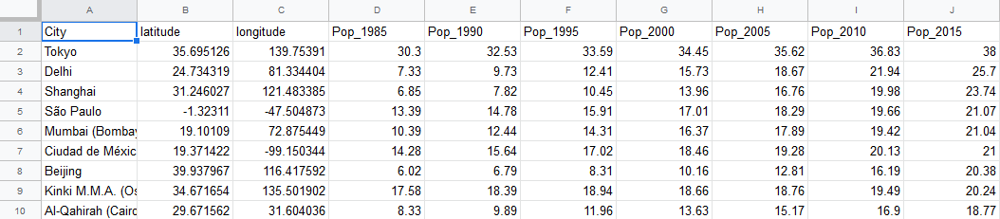 A B C D E F G H I J
1 City latitude longitude Pop_1985 Pop_1990 Pop_1995 Pop_2000 Pop_2005 Pop_2010 Pop_2015
2 Tokyo 35.695126 139.75391 30.3 32.53 33.59 34.45 35.62 36.83 38
3 Delhi 24.734319 81.334404 7.33 9.73 12.41 15.73 18.67 21.94 25.7
4 Shanghai 31.246027 121.483385 6.85 7.82 10.45 13.96 16.76 19.98 23.74
5 São Paulo -1.32311 -47.504873 13.39 14.78 15.91 17.01 18.29 19.66 21.07
6 Mumbai (Bombay 19.10109 72.875449 10.39 12.44 14.31 16.37 17.89 19.42 21.04
7 Ciudad de Méxic 19.371422 -99.150344 14.28 15.64 17.02 18.46 19.28 20.13 21
8 Beijing 39.937967 116.417592 6.02 6.79 8.31 10.16 12.81 16.19 20.38
9 Kinki M.M.A. (Os 34.671654 135.501902 17.58 18.39 18.94 18.66 18.76 19.49 20.24
10 Al-Qahirah (Cairo 29.671562 31.604036 8.33 9.89 11.96 13.63 15.17 16.9 18.77